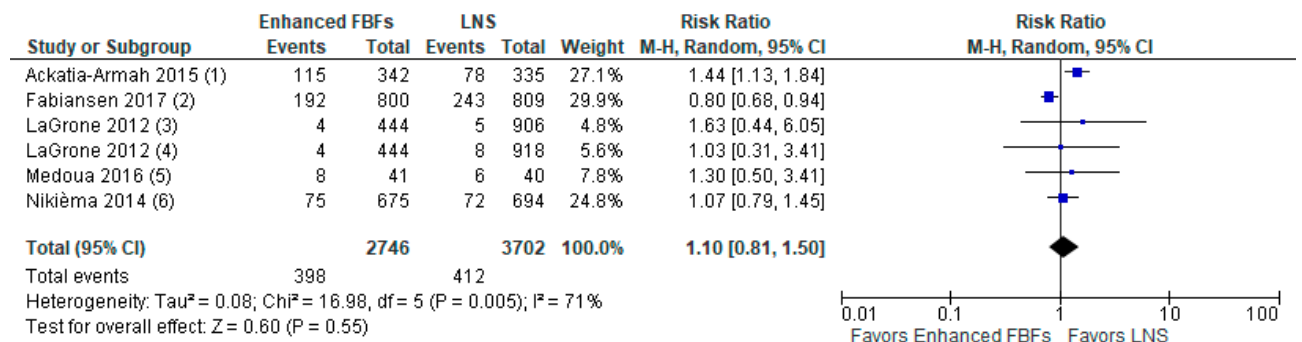 Enhanced FBFs LNS Risk Ratio Risk Ratio
Study or Subgroup Events Total Events Total Weight M-H, Random, 95% CI M-H, Random, 95% CI
Ackatia-Armah 2015 (1) 115 342 78 335 27.1% 1.44 [1.13, 1.84]
Fabiansen 2017 (2) 192 800 243 809 29.9% 0.80 [0.68, 0.94]
LaGrone 2012 (3) 4 444 5 906 4.8% 1.63 [0.44, 6.05]
LaGrone 2012 (4) 4 444 8 918 5.6% 1.03 [0.31, 3.41]
Medoua 2016 (5) 8 41 6 40 7.8% 1.30 [0.50, 3.41]
Nikièma 2014 (6) 75 675 72 694 24.8% 1.07 [0.79, 1.45]
Total (95% CI) 2746 3702 100.0% 1.10 [0.81, 1.50]
Total events 398 412
Heterogeneity: Tau² = 0.08; Chi² = 16.98, df = 5 (P = 0.005); I² = 71%
Test for overall effect: Z = 0.60 (P = 0.55)
0.01 0.1 1 10 100
Favors Enhanced FBFs Favors LNS